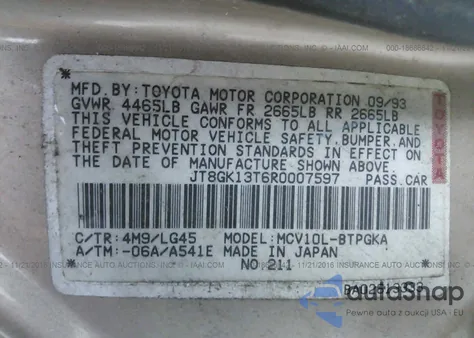 MFD.BY:TOYOTA MOTOR CORPORATION 09/93
GVWR 4465LB GAWR FR 2665LB RR 2665LB
THIS VEHICLE CONFORMS TO ALL APPLICABLE
FEDERAL MOTOR VEHICLE SAFETY,BUMPER,AND
THEFT PREVENTION STANDARDS IN EFFECT ON
THE DATE OF MANUFACTURE SHOWN ABOVE.
JT8GK13T6R0007597 PASS.CAR
TOYOTA
C/TR:4M9/LG45 MODEL:MCV10L-BTPGKA
A/TM:-06A/A541E MADE IN JAPAN
NO 211
autoSnap